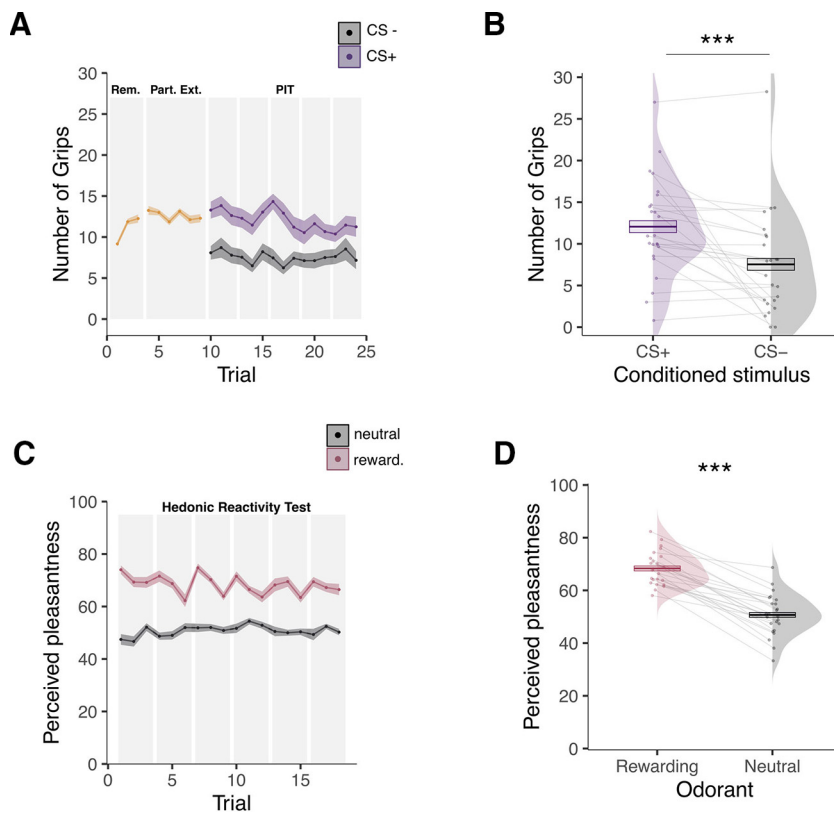 A
CS -
CS+
Number of Grips
30
25
20
15
10
5
0
Rem. Part. Ext. PIT
0 5 10 15 20 25
Trial
B
***
Number of Grips
30
25
20
15
10
5
0
CS+ CS−
Conditioned stimulus
C
neutral
reward.
Perceived pleasantness
100
80
60
40
20
0
Hedonic Reactivity Test
0 5 10 15
Trial
D
***
Perceived pleasantness
100
80
60
40
20
0
Rewarding Neutral
Odorant